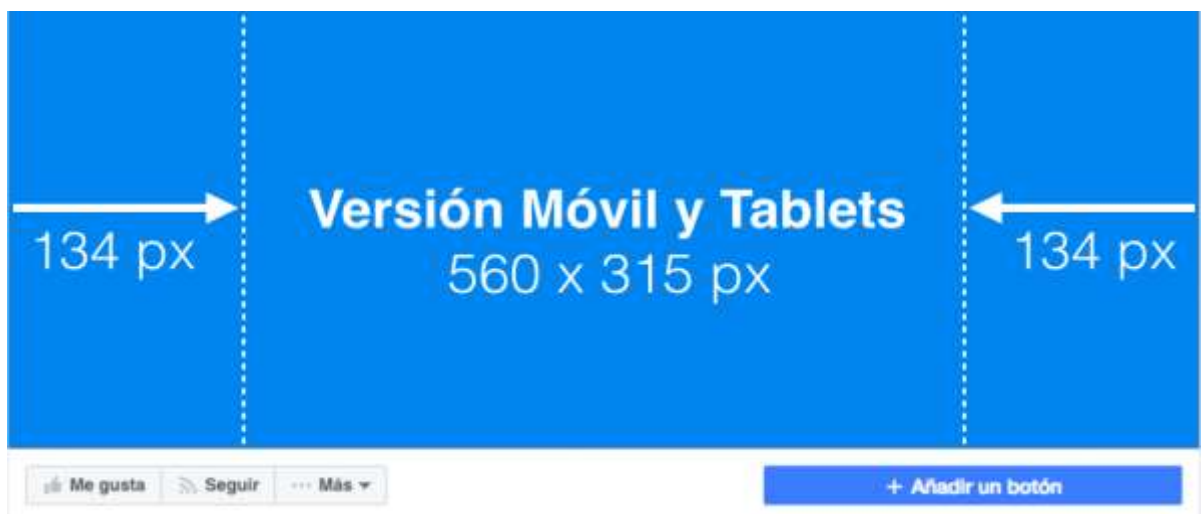 Versión Móvil y Tablets
134 px
560 x 315 px
134 px
Me gusta
Seguir
··· Más
+ Añadir un botón